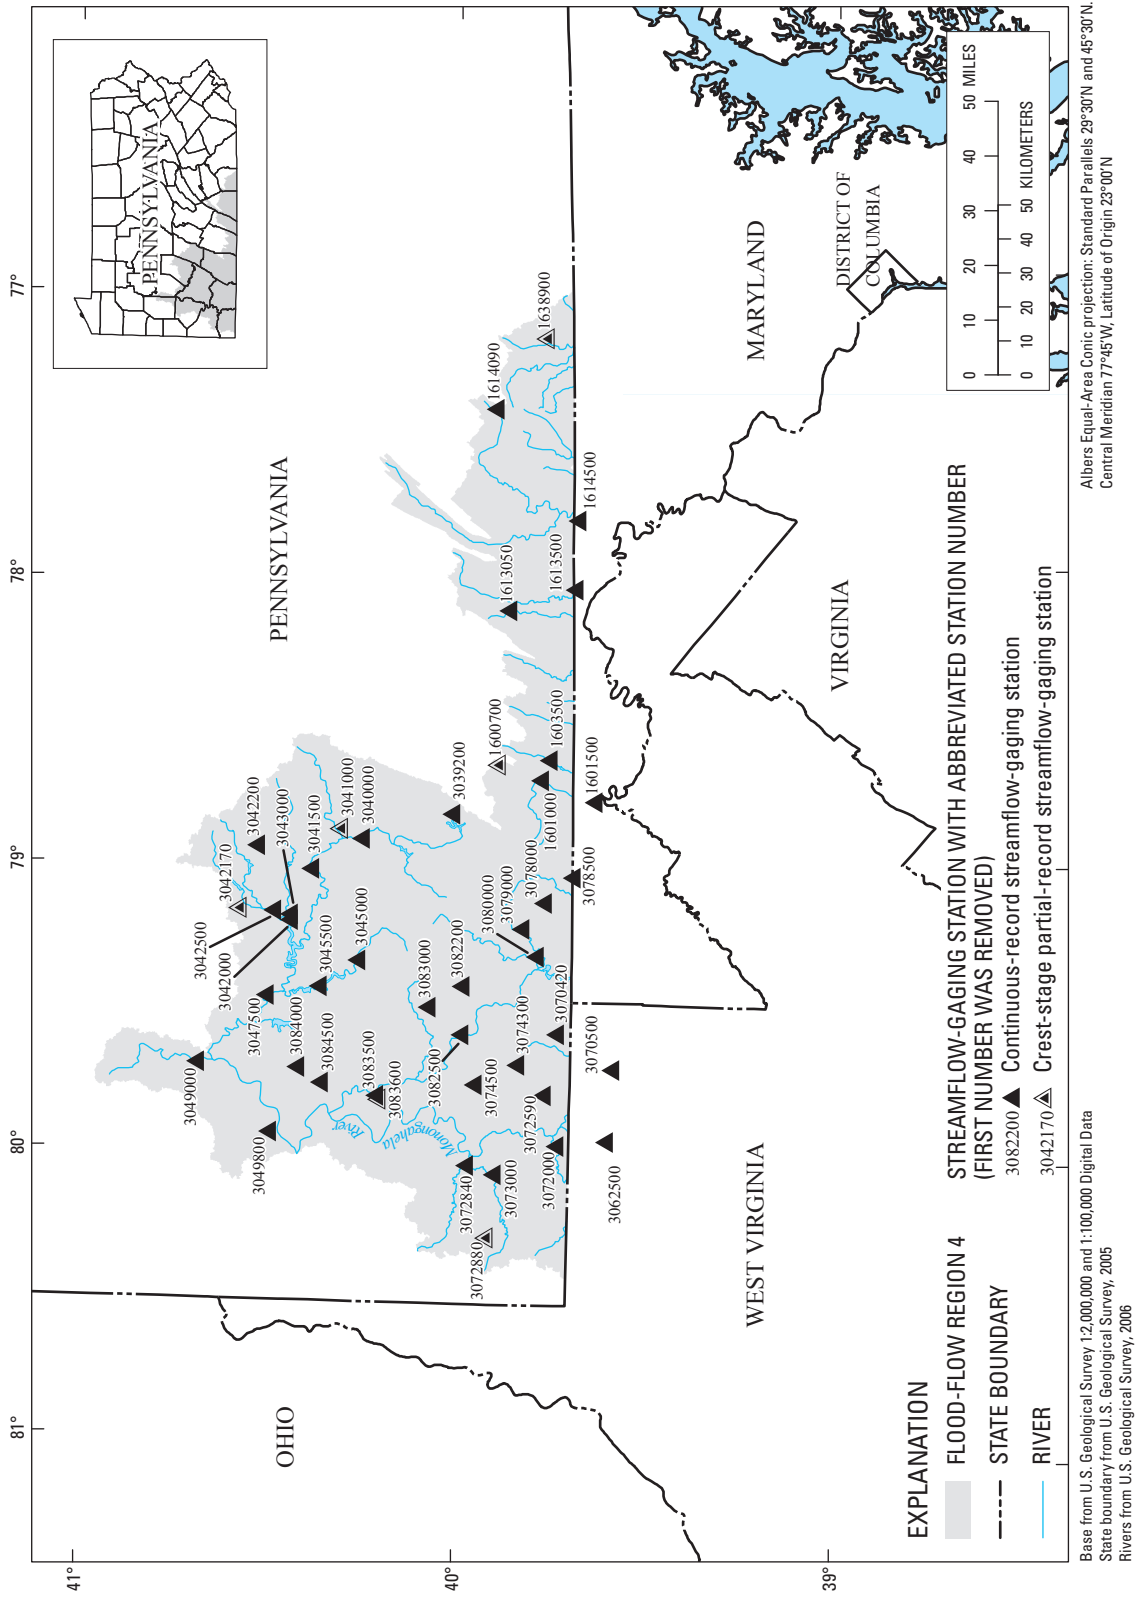 81°
80°
79°
78°
77°
41°
40°
39°
PENNSYLVANIA
OHIO
PENNSYLVANIA
WEST VIRGINIA
VIRGINIA
MARYLAND
DISTRICT OF
COLUMBIA
Monongahela
River
3049000
3049800
3047500
3084000
3084500
3042500
3042000
3042170
3042200
3043000
3041500
3041000
3040000
3045500
3045000
3083500
3083600
3083000
3082200
3082500
3039200
3080000
3079000
3078000
3078500
3074500
3074300
3070420
3070500
3072590
3072000
3072840
3073000
3072880
3062500
1600700
1603500
1601000
1601500
1613050
1613500
1614500
1614090
1638900
EXPLANATION
FLOOD-FLOW REGION 4
STATE BOUNDARY
RIVER
STREAMFLOW-GAGING STATION WITH ABBREVIATED STATION NUMBER
(FIRST NUMBER WAS REMOVED)
3082200 Continuous-record streamflow-gaging station
3042170 Crest-stage partial-record streamflow-gaging station
0 10 20 30 40 50 MILES
0 10 20 30 40 50 KILOMETERS
Base from U.S. Geological Survey 1:2,000,000 and 1:100,000 Digital Data
State boundary from U.S. Geological Survey, 2005
Rivers from U.S. Geological Survey, 2006
Albers Equal-Area Conic projection: Standard Parallels 29°30'N and 45°30'N.
Central Meridian 77°45'W, Latitude of Origin 23°00'N